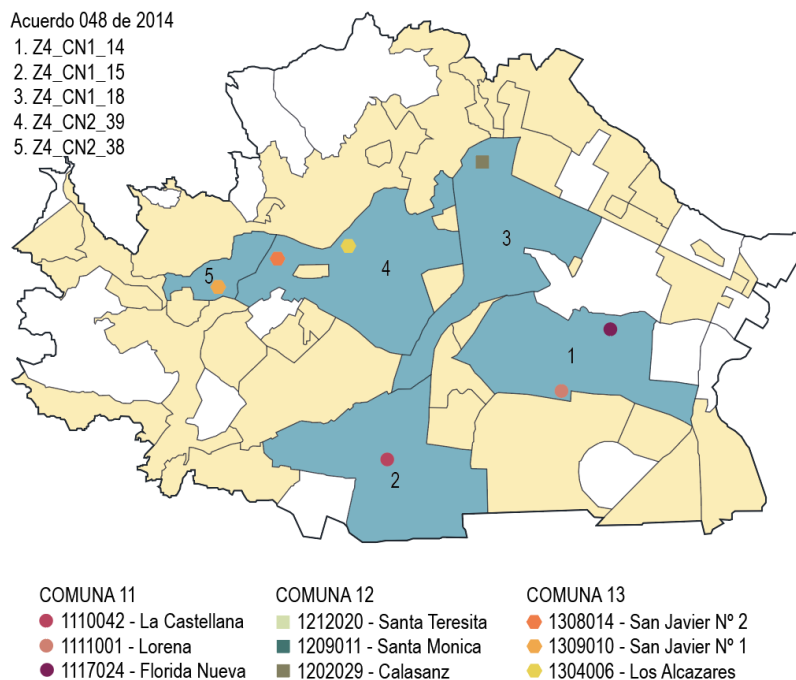 Acuerdo 048 de 2014
1. Z4_CN1_14
2. Z4_CN1_15
3. Z4_CN1_18
4. Z4_CN2_39
5. Z4_CN2_38
3
4
5
1
2
COMUNA 11
1110042 - La Castellana
1111001 - Lorena
1117024 - Florida Nueva
COMUNA 12
1212020 - Santa Teresita
1209011 - Santa Monica
1202029 - Calasanz
COMUNA 13
1308014 - San Javier Nº 2
1309010 - San Javier Nº 1
1304006 - Los Alcazares